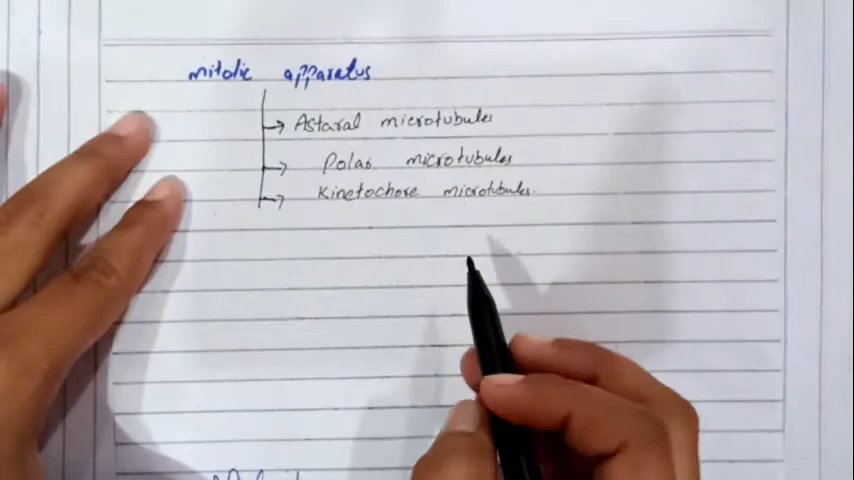 mitotic apparatus
Astaral microtubules
Polar microtubules
Kinetochore microtubules.